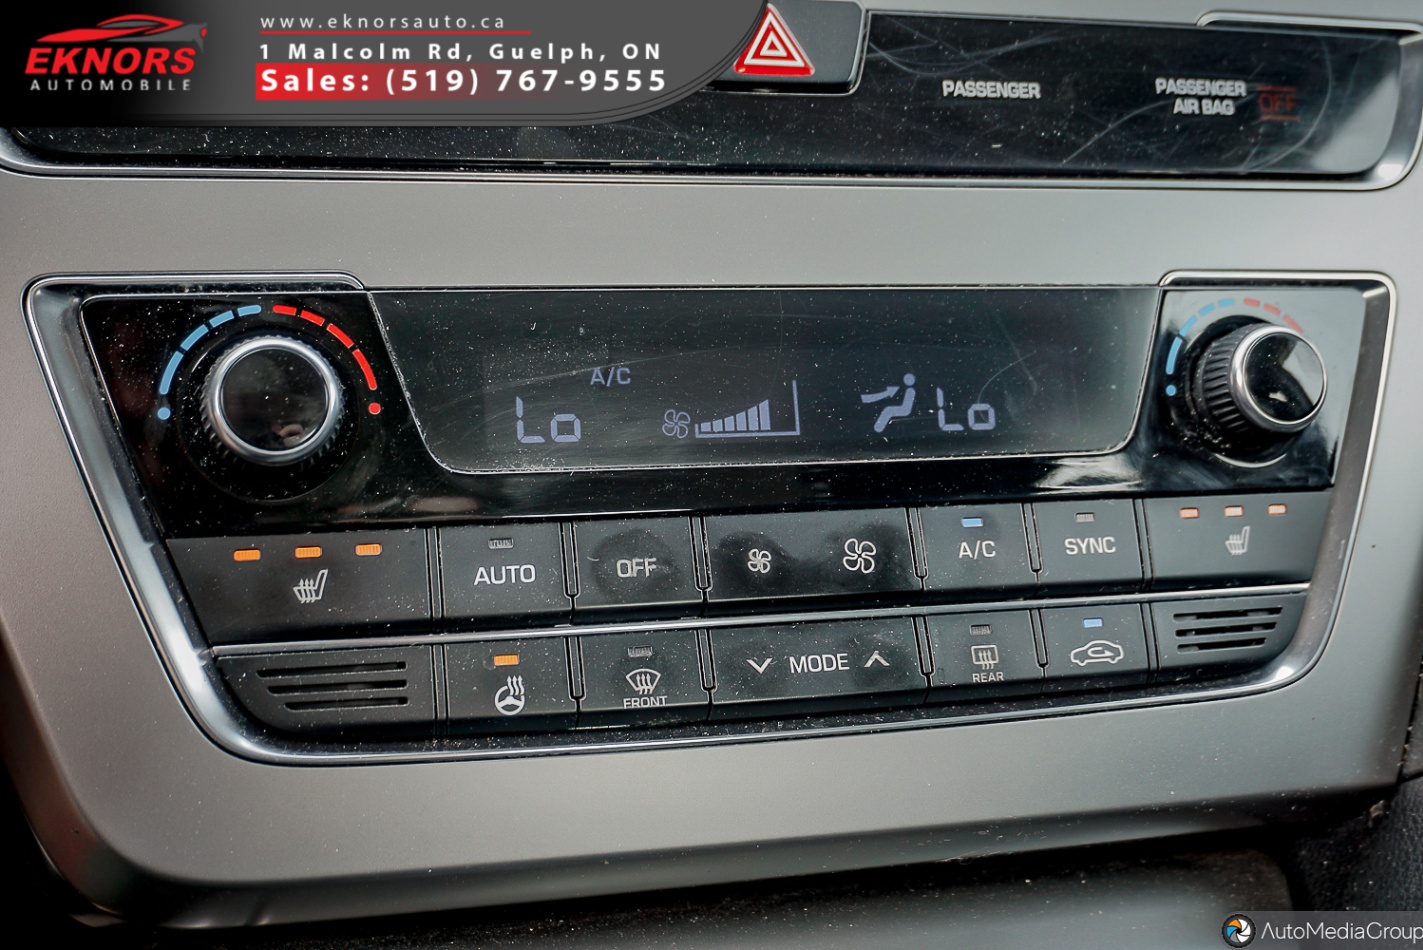 EKNORS
AUTOMOBILE
www.eknorsauto.ca
1 Malcolm Rd, Guelph, ON
Sales: (519) 767-9555
PASSENGER
PASSENGER
AIR BAG OFF
A/C
Lo
Lo
AUTO
OFF
A/C
SYNC
FRONT
MODE
REAR
AutoMediaGroup